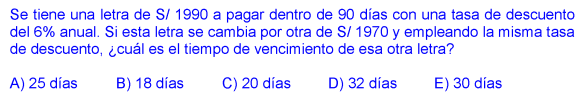 Se tiene una letra de S/ 1990 a pagar dentro de 90 días con una tasa de descuento
del 6% anual. Si esta letra se cambia por otra de S/ 1970 y empleando la misma tasa
de descuento, ¿cuál es el tiempo de vencimiento de esa otra letra?
A) 25 días B) 18 días C) 20 días D) 32 días E) 30 días